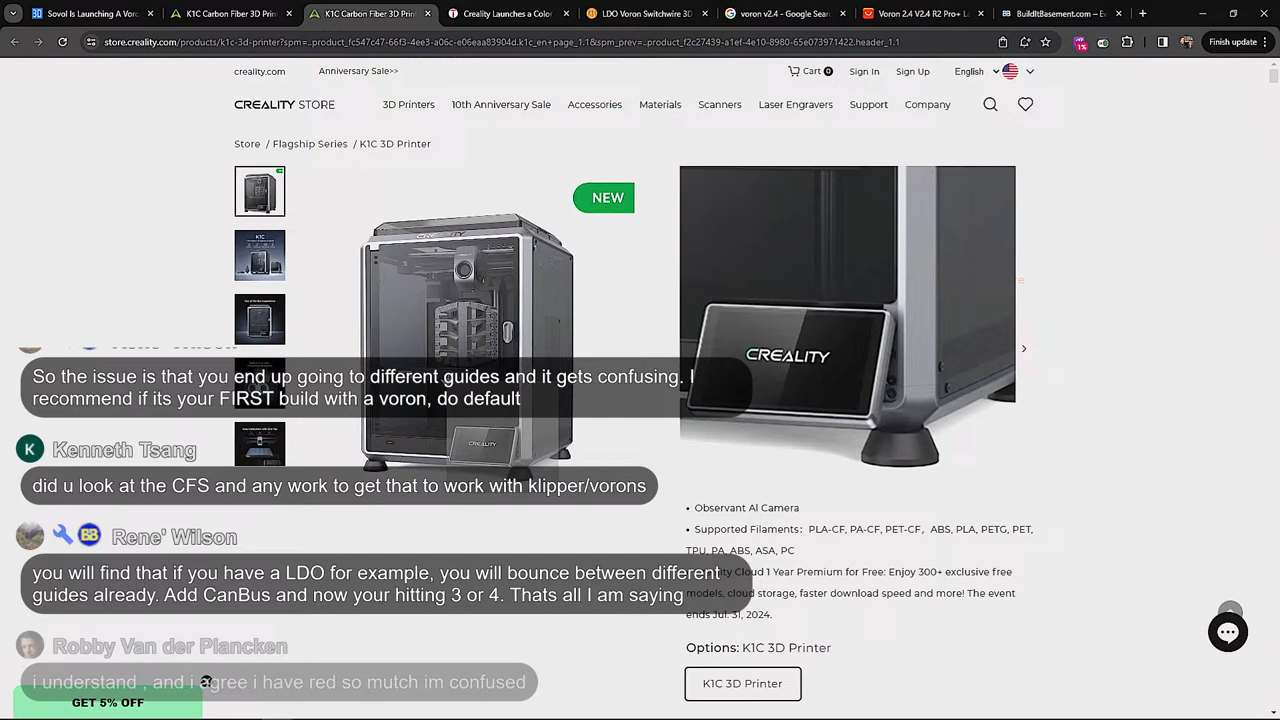 Sovol Is Launching A Voro
K1C Carbon Fiber 3D Prin
K1C Carbon Fiber 3D Prin
Creality Launches a Color
LDO Voron Switchwire 3D
voron v2.4 - Google Sear
Voron 2.4 V2.4 R2 Pro+ L
BuildItBasement.com – Ev
store.creality.com/products/k1c-3d-printer?spm=..product_fc547c47-66f3-4ee3-a06c-e06eaa83904d.k1c_en+page_1.1&spm_prev=..product_f2c27439-a1ef-4e10-8980-65e073971422.header_1.1
1%
Finish update
creality.com
Anniversary Sale>>
Cart 0
Sign In
Sign Up
English
CREALITY STORE
3D Printers
10th Anniversary Sale
Accessories
Materials
Scanners
Laser Engravers
Support
Company
Store / Flagship Series / K1C 3D Printer
NEW
K1C
CREALITY
CREALITY
CREALITY
Rene' Wilson
So the issue is that you end up going to different guides and it gets confusing. I
recommend if its your FIRST build with a voron, do default
Kenneth Tsang
did u look at the CFS and any work to get that to work with klipper/vorons
Rene' Wilson
you will find that if you have a LDO for example, you will bounce between different
guides already. Add CanBus and now your hitting 3 or 4. Thats all I am saying
Robby Van der Plancken
i understand , and i agree i have red so mutch im confused
GET 5% OFF
• Observant AI Camera
• Supported Filaments: PLA-CF, PA-CF, PET-CF, ABS, PLA, PETG, PET,
TPU, PA, ABS, ASA, PC
Cloud 1 Year Premium for Free: Enjoy 300+ exclusive free
models, cloud storage, faster download speed and more! The event
ends Jul. 31, 2024.
Options: K1C 3D Printer
K1C 3D Printer